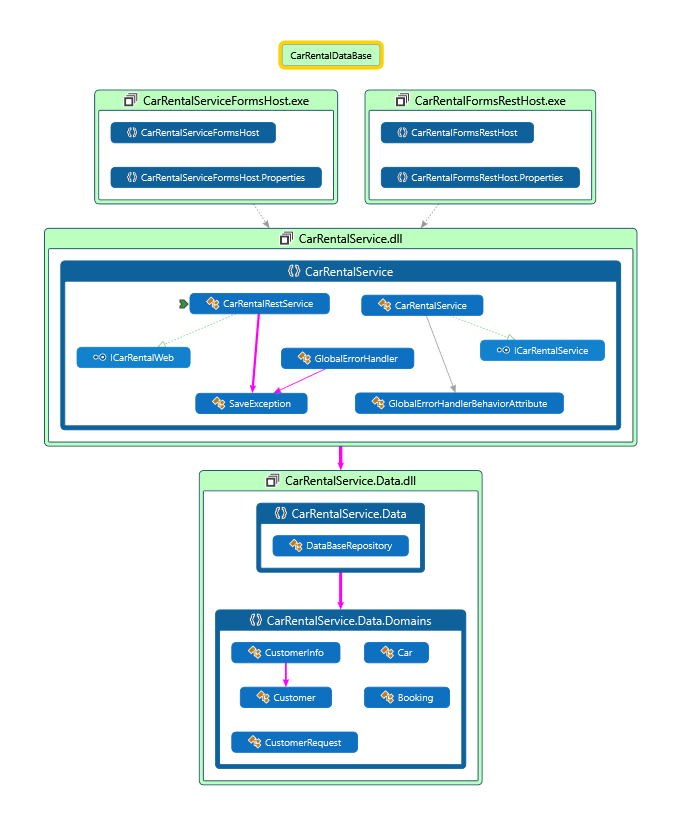 CarRentalDataBase
CarRentalServiceFormsHost.exe
CarRentalServiceFormsHost
CarRentalServiceFormsHost.Properties
CarRentalFormsRestHost.exe
CarRentalFormsRestHost
CarRentalFormsRestHost.Properties
CarRentalService.dll
CarRentalService
CarRentalRestService
CarRentalService
ICarRentalWeb
GlobalErrorHandler
ICarRentalService
SaveException
GlobalErrorHandlerBehaviorAttribute
CarRentalService.Data.dll
CarRentalService.Data
DataBaseRepository
CarRentalService.Data.Domains
CustomerInfo
Car
Customer
Booking
CustomerRequest